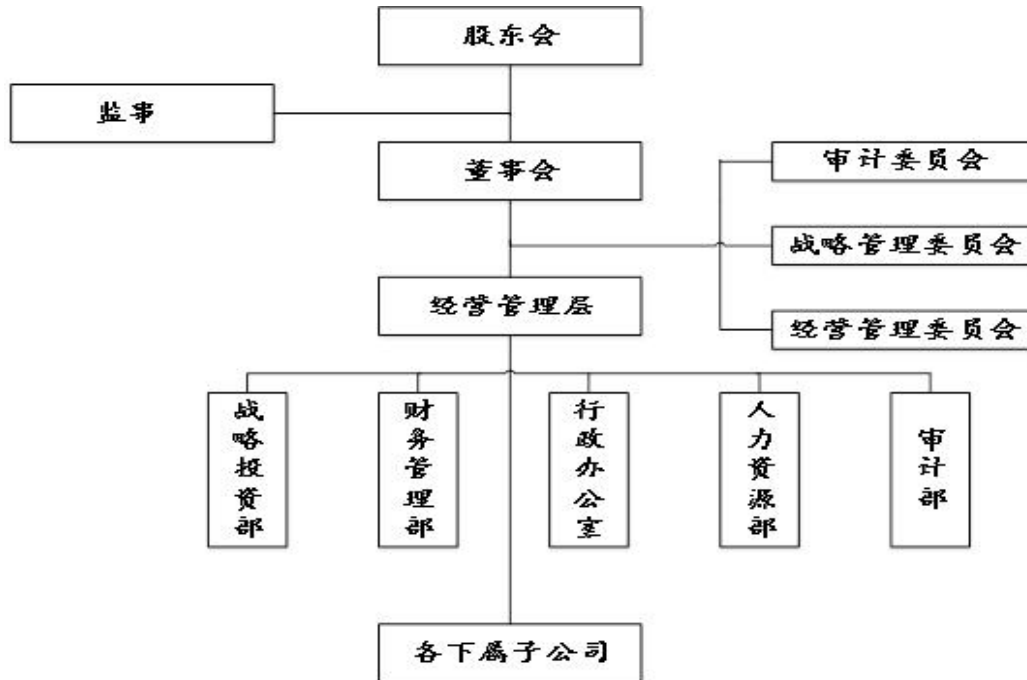 股东会
监事
董事会
审计委员会
战略管理委员会
经营管理层
经营管理委员会
战略投资部
财务管理部
行政办公室
人力资源部
审计部
各下属子公司